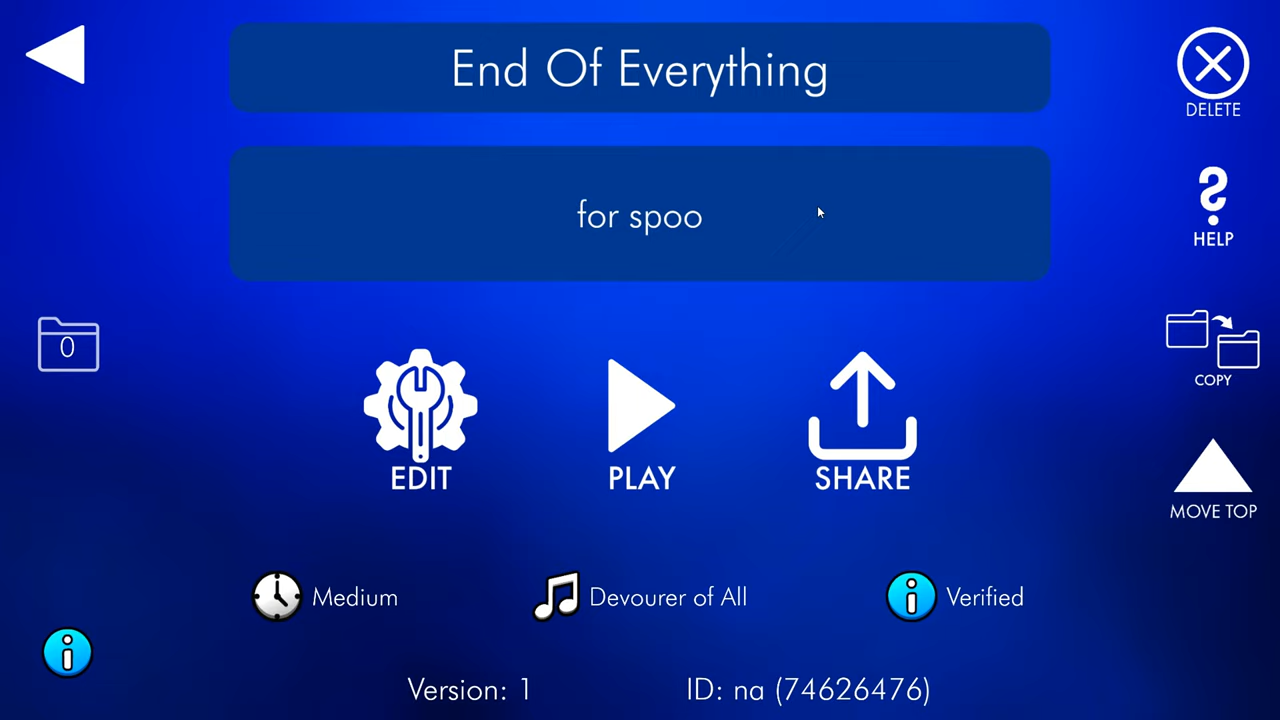 End Of Everything
DELETE
for spoo
HELP
0
COPY
EDIT
PLAY
SHARE
MOVE TOP
Medium
Devourer of All
Verified
Version: 1
ID: na (74626476)